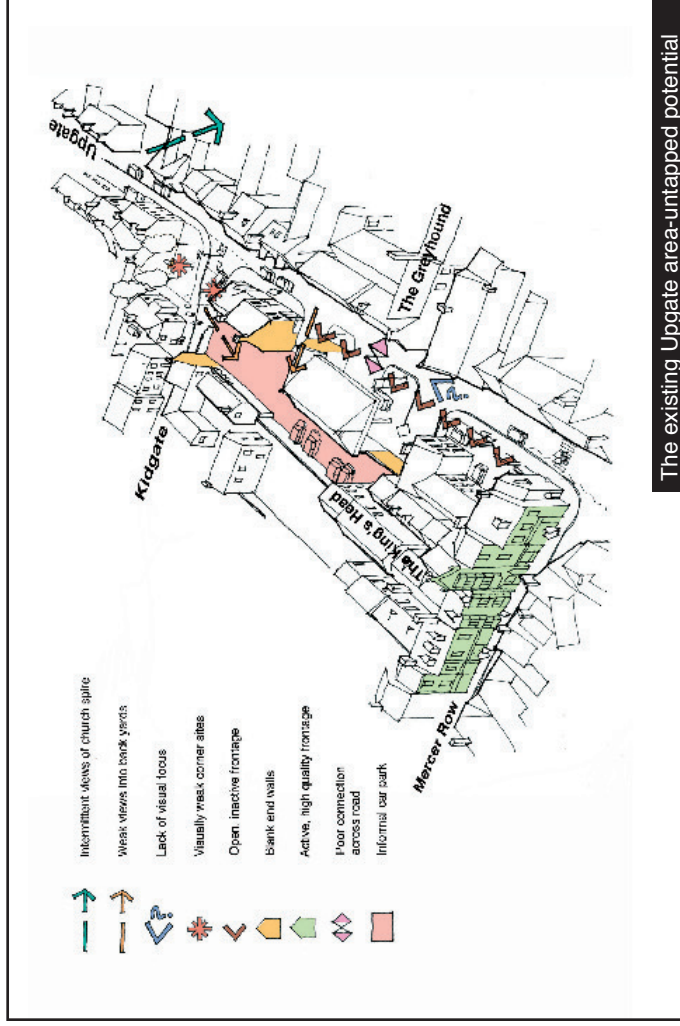 Upgate
Kidgate
The Greyhound
The King's Head
Mercer Row
Intermittent views of church spire
Weak views into back yards
Lack of visual focus
Visually weak corner sites
Open, inactive frontage
Blank end walls
Active, high quality frontage
Poor connection
across road
Informal car park
The existing Upgate area-untapped potential